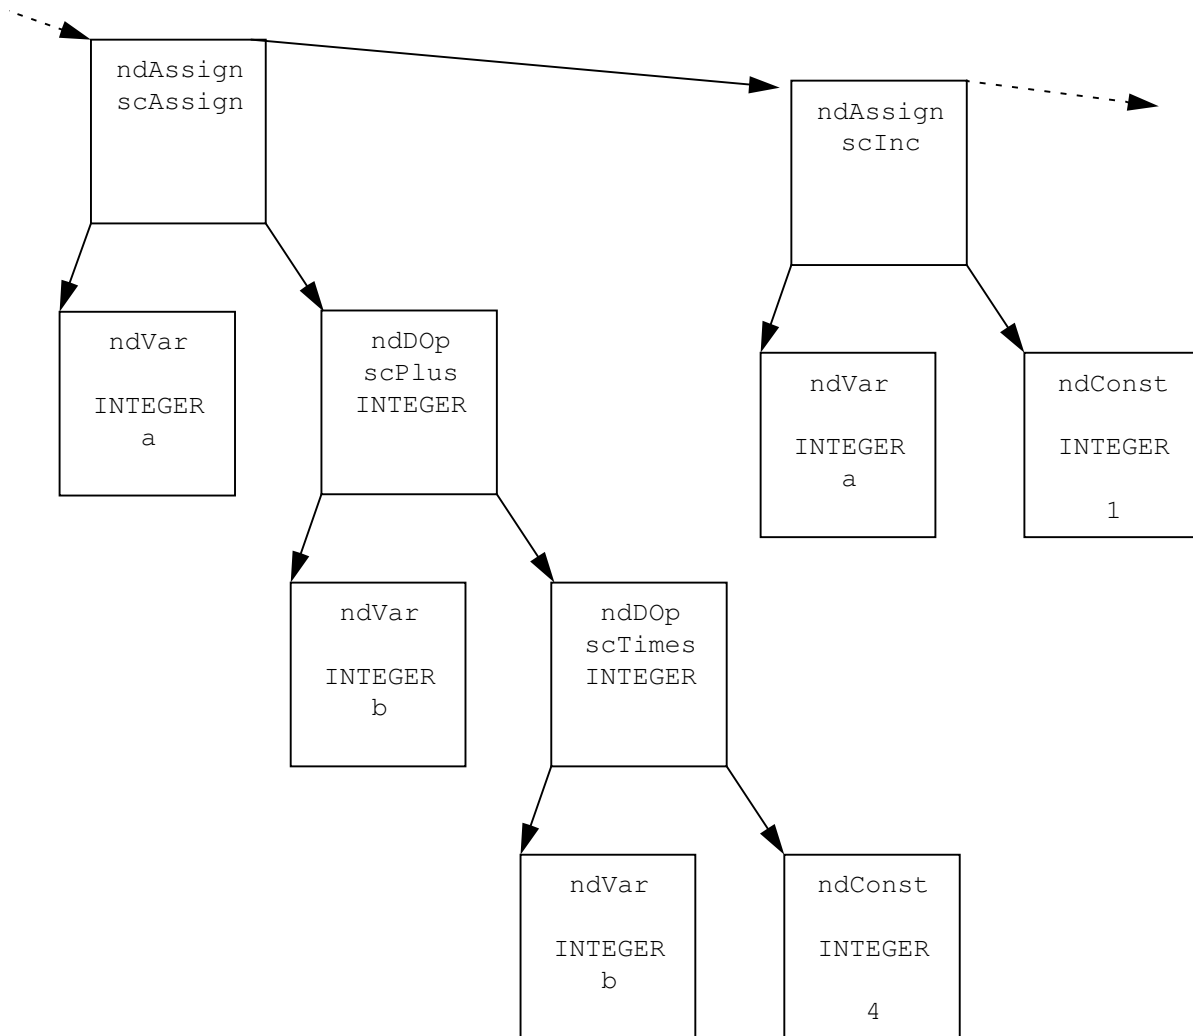 ndAssign
scAssign
ndAssign
scInc
ndVar
INTEGER
a
ndDOp
scPlus
INTEGER
ndVar
INTEGER
a
ndConst
INTEGER
1
ndVar
INTEGER
b
ndDOp
scTimes
INTEGER
ndVar
INTEGER
b
ndConst
INTEGER
4